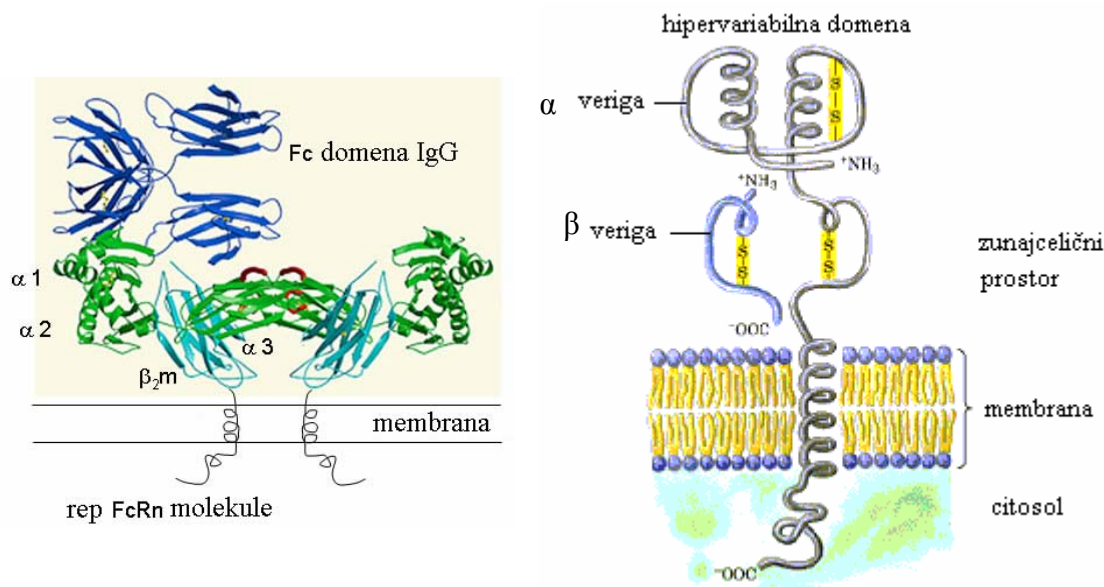 Fc domena IgG
α 1
α 2
α 3
β₂m
membrana
rep FcRn molekule
hipervariabilna domena
α veriga
S
S
⁺NH₃
⁺NH₃
β veriga
S-S
S-S
zunajcelični
prostor
⁻OOC
membrana
citosol
⁻OOC